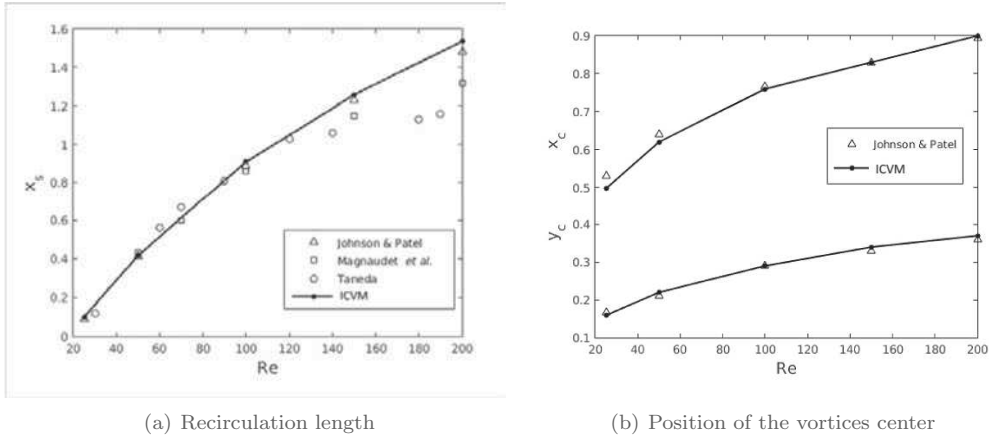 1.6
1.4
1.2
1
0.8
0.6
0.4
0.2
0
x_s
20 40 60 80 100 120 140 160 180 200
Re
Johnson & Patel
Magnaudet et al.
Taneda
ICVM
(a) Recirculation length
0.9
0.8
0.7
0.6
0.5
0.4
0.3
0.2
0.1
x_c
y_c
20 40 60 80 100 120 140 160 180 200
Re
Johnson & Patel
ICVM
(b) Position of the vortices center